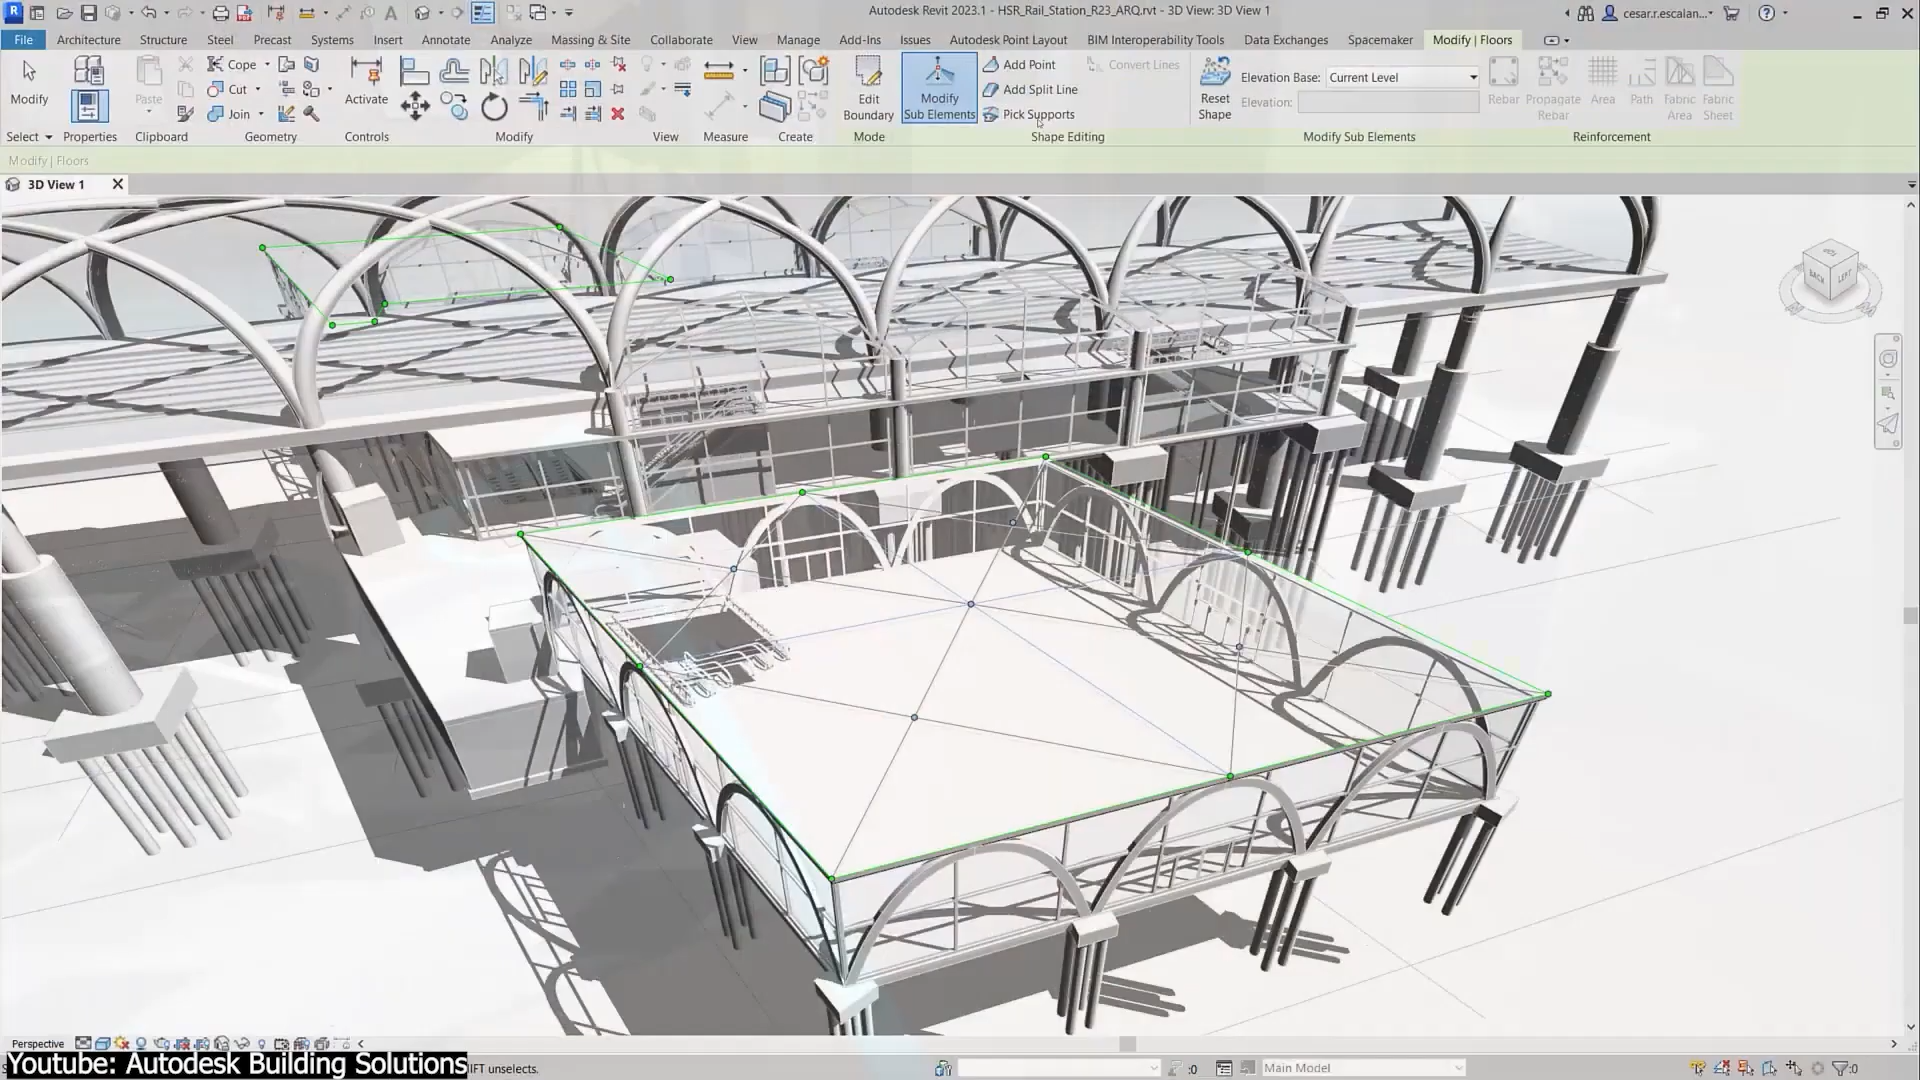 Autodesk Revit 2023.1 - HSR_Rail_Station_R23_ARQ.rvt - 3D View: 3D View 1
cesar.r.escalan...
File Architecture Structure Steel Precast Systems Insert Annotate Analyze Massing & Site Collaborate View Manage Add-Ins Issues Autodesk Point Layout BIM Interoperability Tools Data Exchanges Spacemaker Modify | Floors
Cope Add Point Convert Lines
Elevation Base: Current Level
Cut Add Split Line
Modify Paste Activate Edit Boundary Modify Sub Elements Reset Shape Elevation: Rebar Propagate Rebar Area Path Fabric Area Fabric Sheet
Join Pick Supports
Select Properties Clipboard Geometry Controls Modify View Measure Create Mode Shape Editing Modify Sub Elements Reinforcement
Modify | Floors
3D View 1
BACK LEFT
Perspective
Youtube: Autodesk Building Solutions
IFT unselects.
:0
Main Model
:0